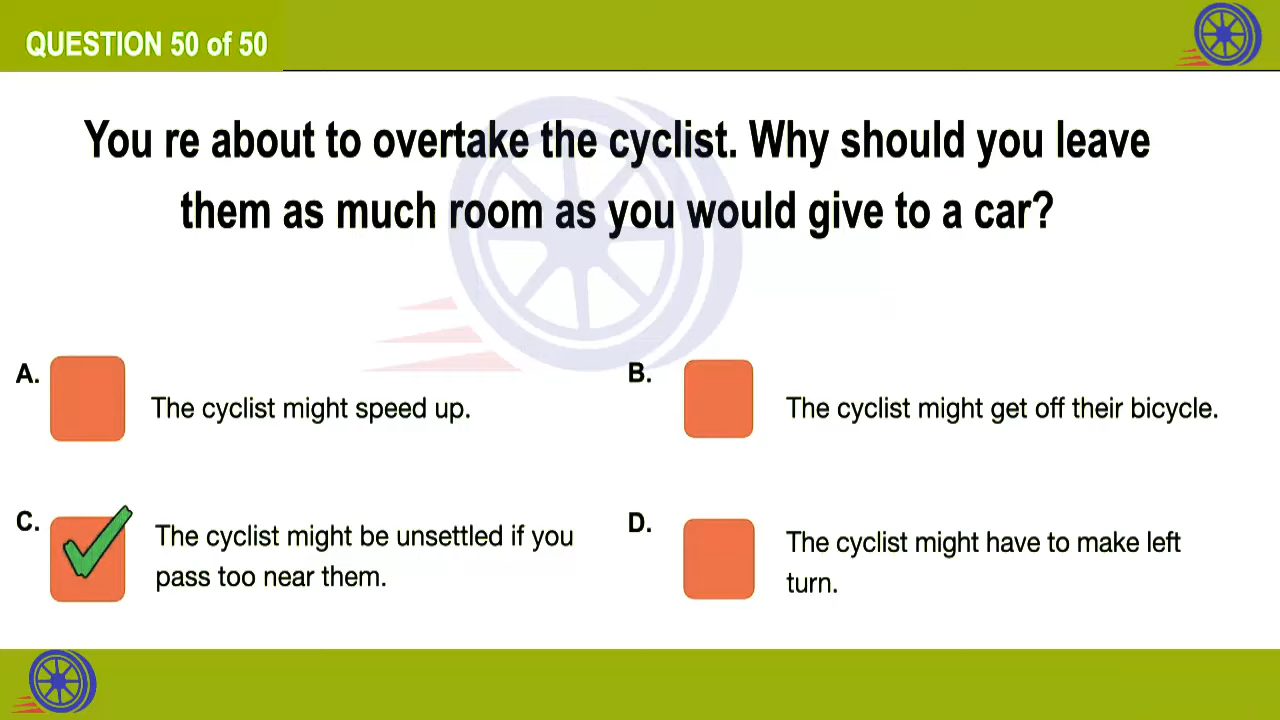 QUESTION 50 of 50
You re about to overtake the cyclist. Why should you leave
them as much room as you would give to a car?
A.
The cyclist might speed up.
B.
The cyclist might get off their bicycle.
C.
The cyclist might be unsettled if you
pass too near them.
D.
The cyclist might have to make left
turn.